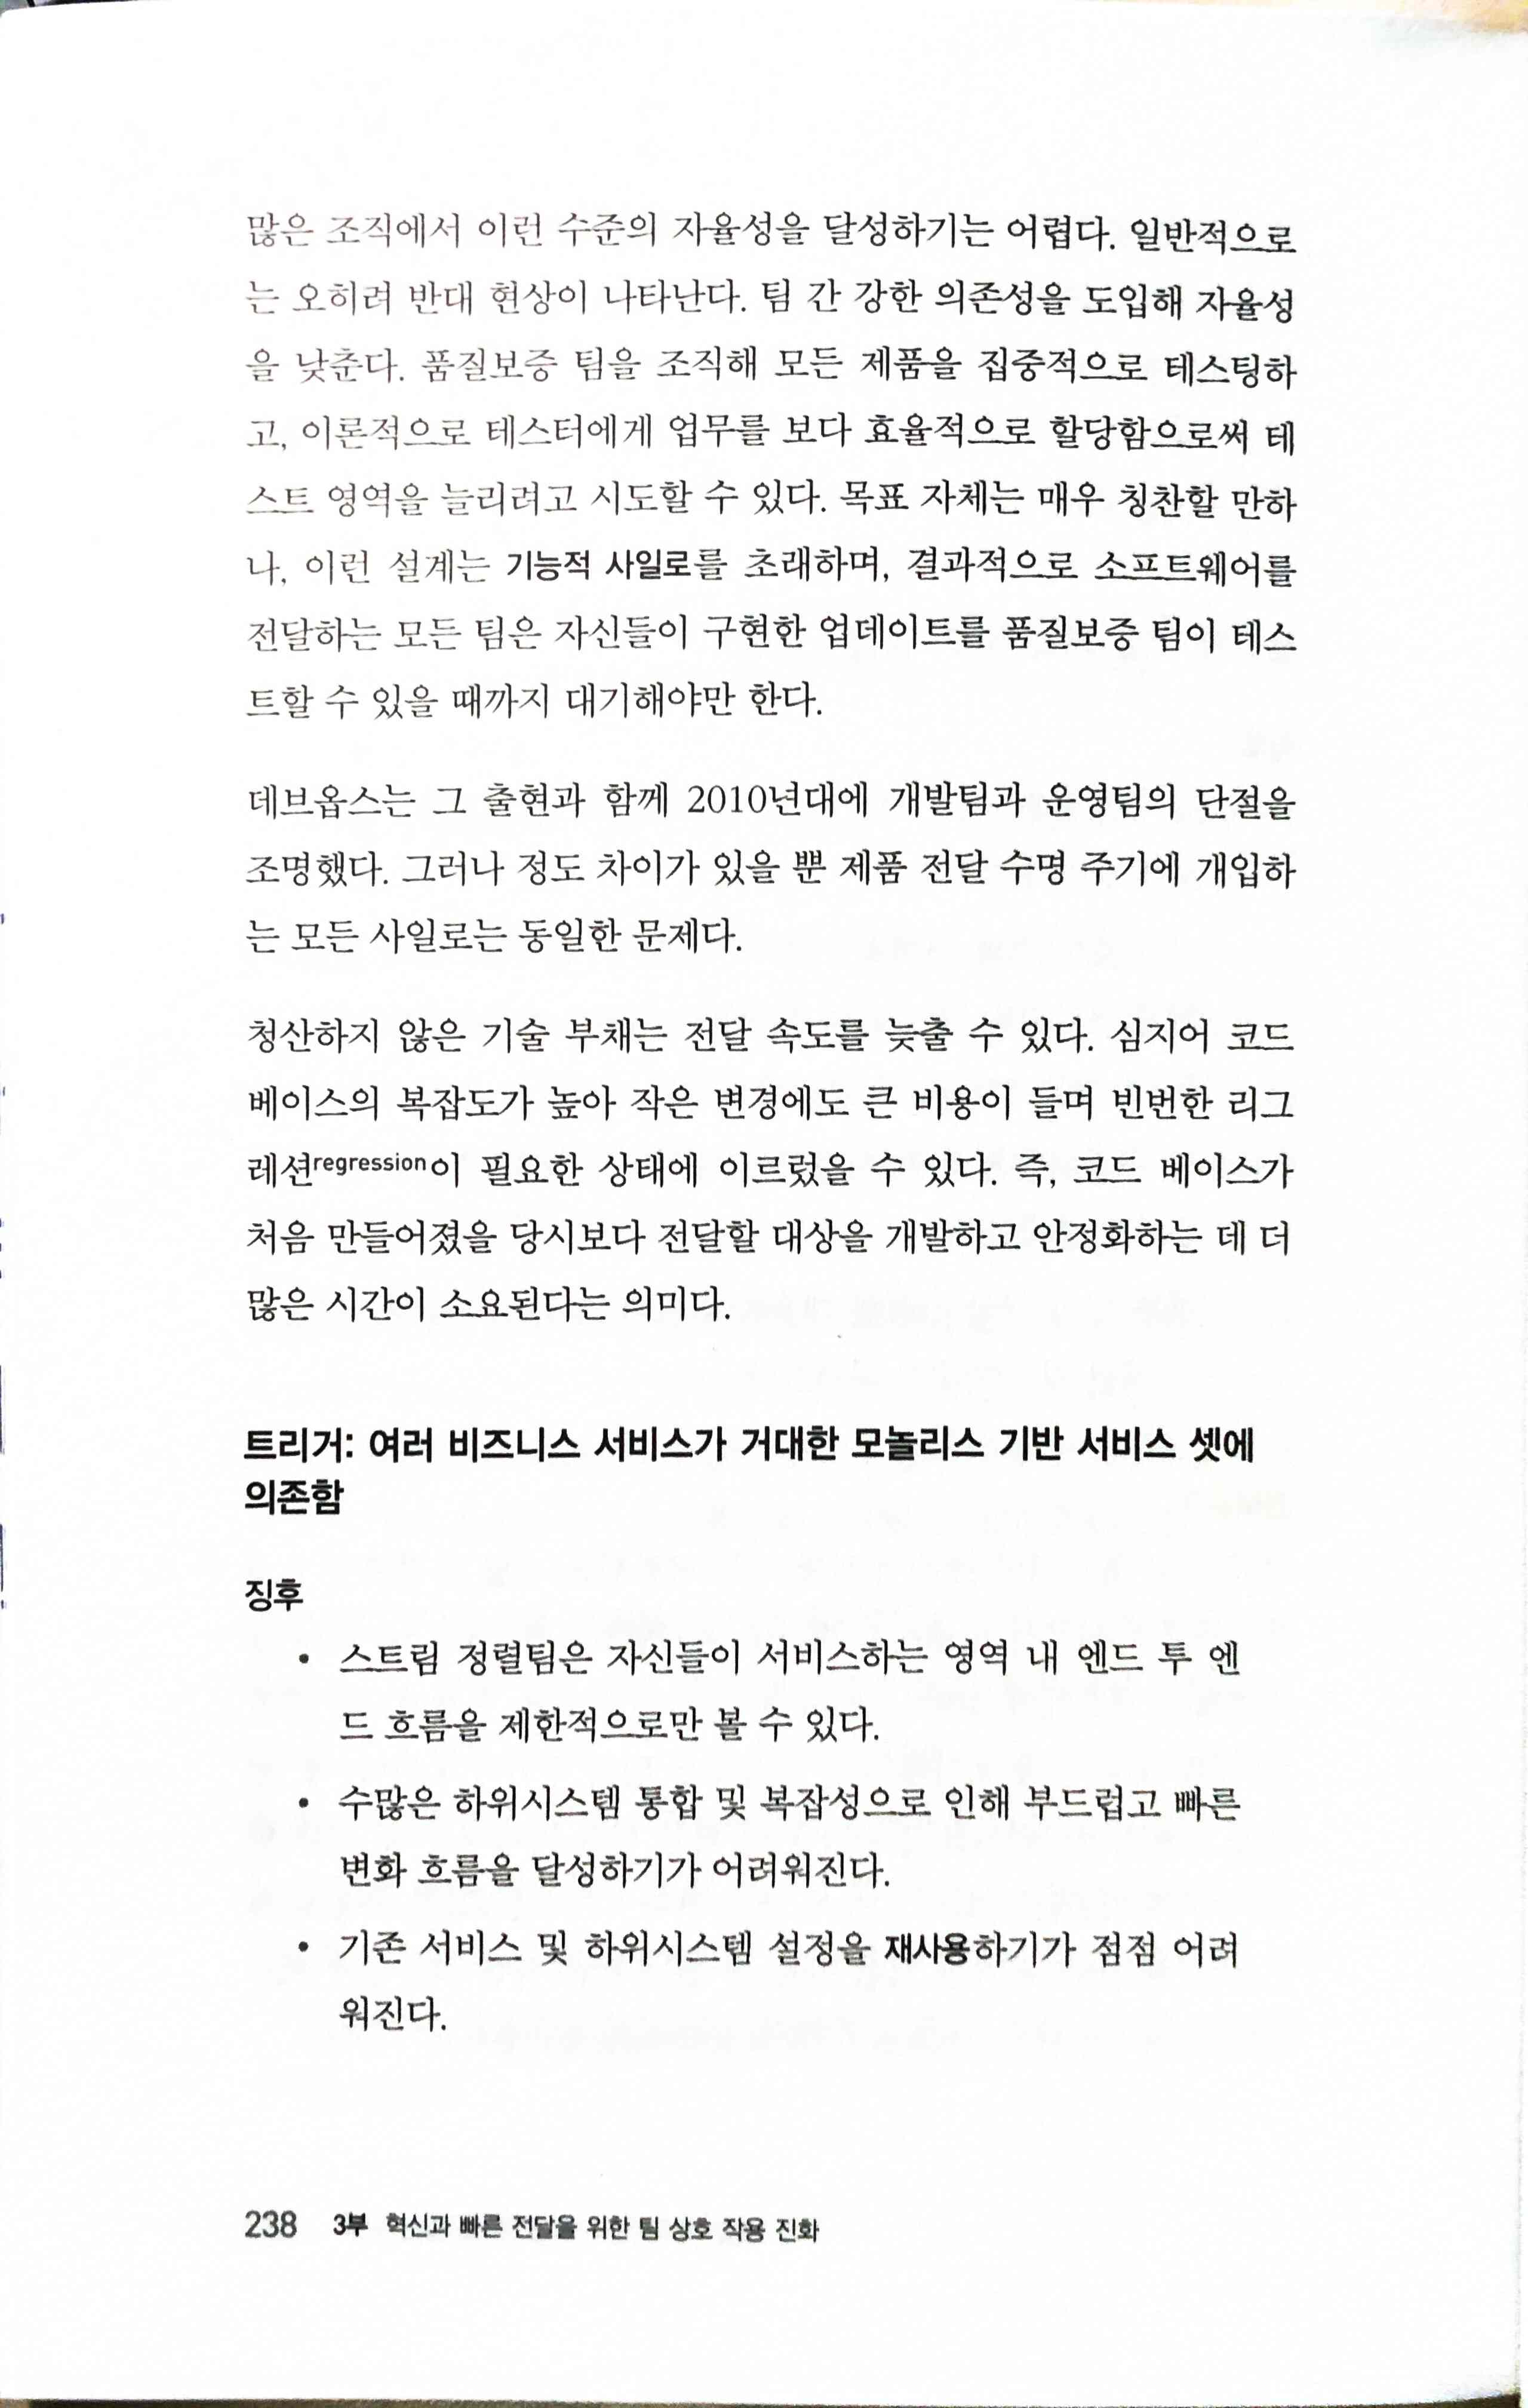 많은 조직에서 이런 수준의 자율성을 달성하기는 어렵다. 일반적으로
는 오히려 반대 현상이 나타난다. 팀 간 강한 의존성을 도입해 자율성
을 낮춘다. 품질보증 팀을 조직해 모든 제품을 집중적으로 테스팅하
고, 이론적으로 테스터에게 업무를 보다 효율적으로 할당함으로써 테
스트 영역을 늘리려고 시도할 수 있다. 목표 자체는 매우 칭찬할 만하
나, 이런 설계는 기능적 사일로를 초래하며, 결과적으로 소프트웨어를
전달하는 모든 팀은 자신들이 구현한 업데이트를 품질보증 팀이 테스
트할 수 있을 때까지 대기해야만 한다.
데브옵스는 그 출현과 함께 2010년대에 개발팀과 운영팀의 단절을
조명했다. 그러나 정도 차이가 있을 뿐 제품 전달 수명 주기에 개입하
는 모든 사일로는 동일한 문제다.
청산하지 않은 기술 부채는 전달 속도를 늦출 수 있다. 심지어 코드
베이스의 복잡도가 높아 작은 변경에도 큰 비용이 들며 빈번한 리그
레션regression이 필요한 상태에 이르렀을 수 있다. 즉, 코드 베이스가
처음 만들어졌을 당시보다 전달할 대상을 개발하고 안정화하는 데 더
많은 시간이 소요된다는 의미다.
트리거: 여러 비즈니스 서비스가 거대한 모놀리스 기반 서비스 셋에
의존함
징후
• 스트림 정렬팀은 자신들이 서비스하는 영역 내 엔드 투 엔
드 흐름을 제한적으로만 볼 수 있다.
• 수많은 하위시스템 통합 및 복잡성으로 인해 부드럽고 빠른
변화 흐름을 달성하기가 어려워진다.
• 기존 서비스 및 하위시스템 설정을 재사용하기가 점점 어려
워진다.
238 3부 혁신과 빠른 전달을 위한 팀 상호 작용 진화